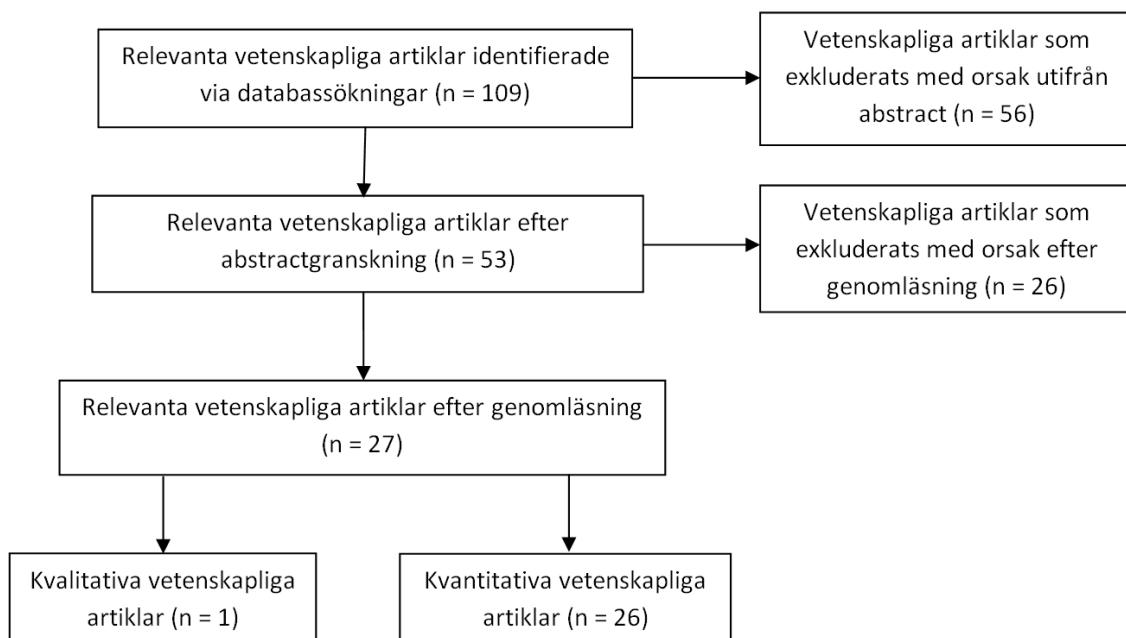 Relevanta vetenskapliga artiklar identifierade
via databassökningar (n = 109)
Vetenskapliga artiklar som
exkluderats med orsak utifrån
abstract (n = 56)
Relevanta vetenskapliga artiklar efter
abstractgranskning (n = 53)
Vetenskapliga artiklar som
exkluderats med orsak efter
genomläsning (n = 26)
Relevanta vetenskapliga artiklar efter genomläsning
(n = 27)
Kvalitativa vetenskapliga
artiklar (n = 1)
Kvantitativa vetenskapliga
artiklar (n = 26)